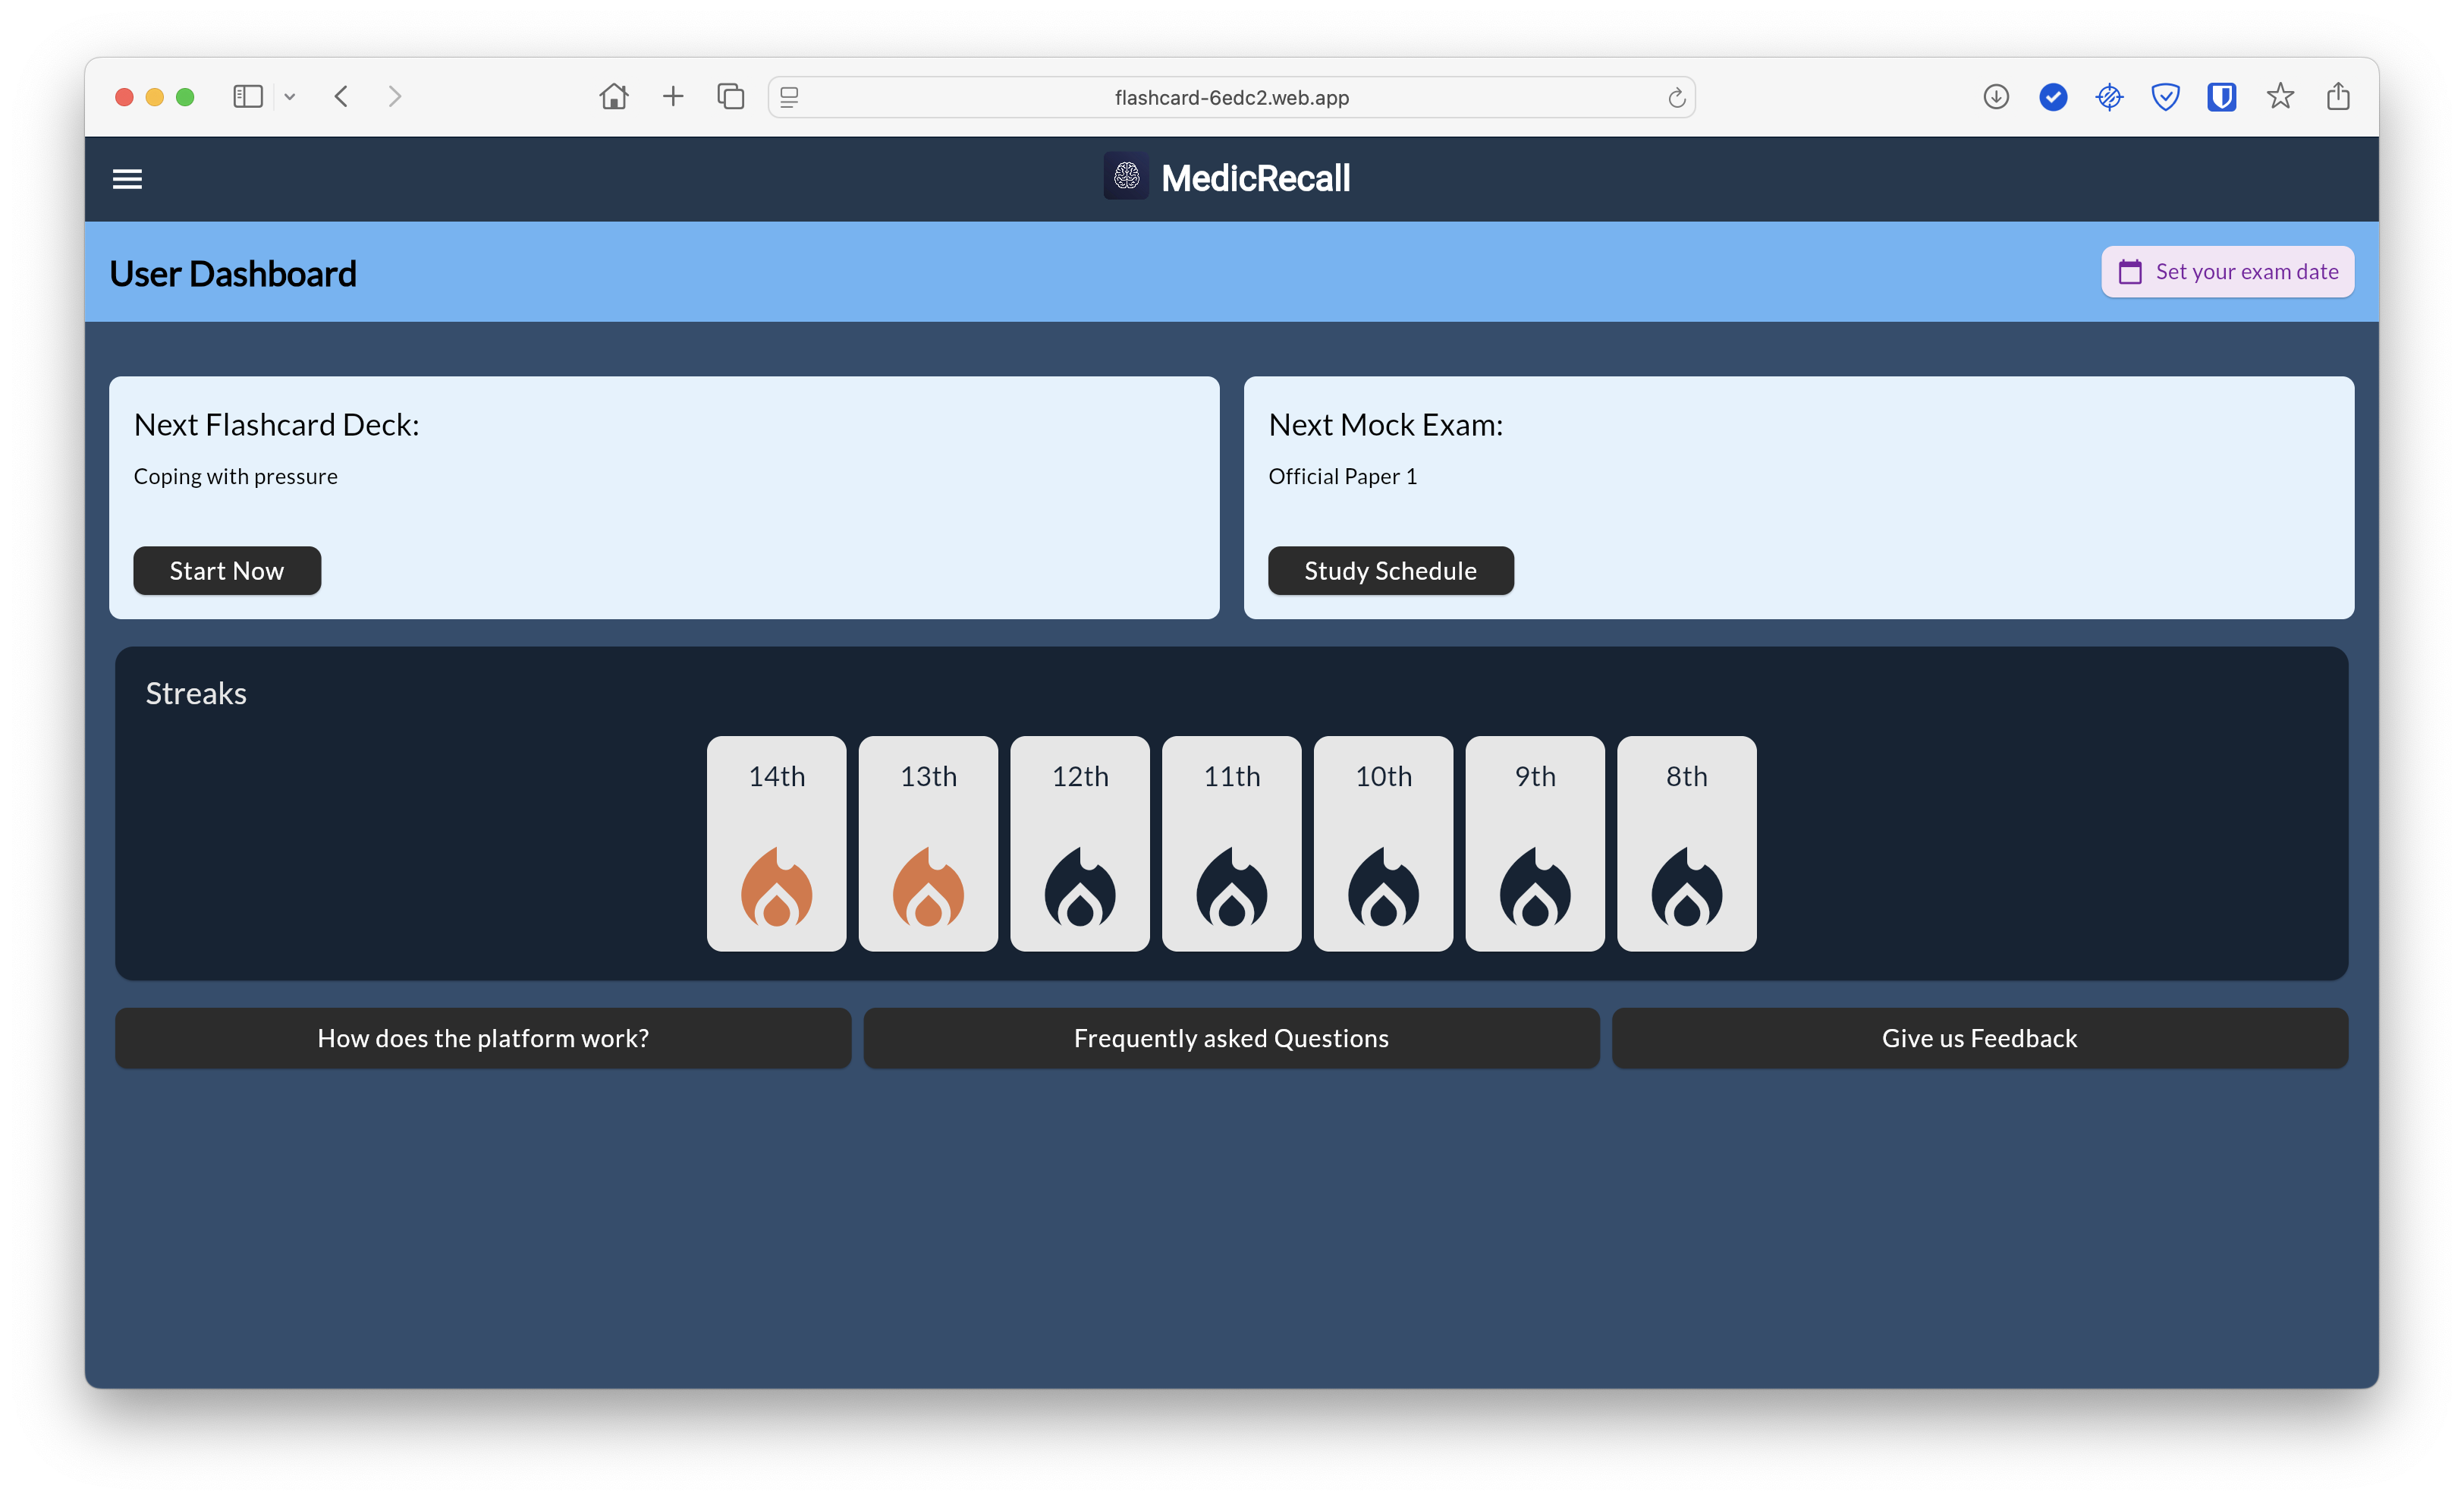 flashcard-6edc2.web.app
MedicRecall
User Dashboard
Set your exam date
Next Flashcard Deck:
Coping with pressure
Start Now
Next Mock Exam:
Official Paper 1
Study Schedule
Streaks
14th 13th 12th 11th 10th 9th 8th
How does the platform work?
Frequently asked Questions
Give us Feedback